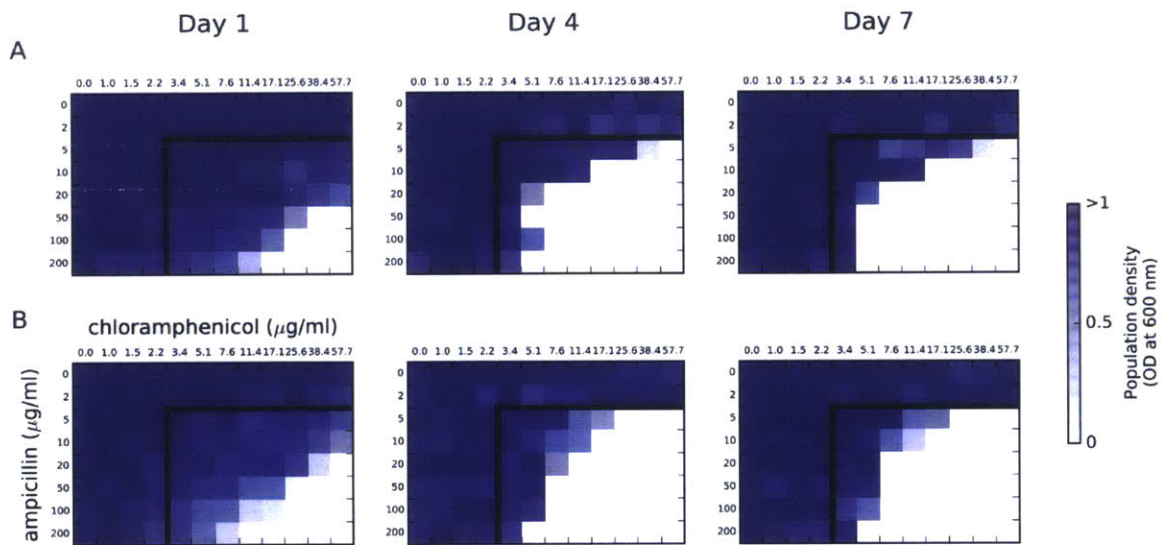 Day 1 Day 4 Day 7
A
0.0 1.0 1.5 2.2 3.4 5.1 7.6 11.4 17.1 25.6 38.4 57.7 0.0 1.0 1.5 2.2 3.4 5.1 7.6 11.4 17.1 25.6 38.4 57.7 0.0 1.0 1.5 2.2 3.4 5.1 7.6 11.4 17.1 25.6 38.4 57.7
0 0 0
2 2 2
5 5 5
10 10 10
20 20 20
50 50 50
100 100 100
200 200 200
>1
0.5
0
Population density
(OD at 600 nm)
B
chloramphenicol (μg/ml)
0.0 1.0 1.5 2.2 3.4 5.1 7.6 11.4 17.1 25.6 38.4 57.7 0.0 1.0 1.5 2.2 3.4 5.1 7.6 11.4 17.1 25.6 38.4 57.7 0.0 1.0 1.5 2.2 3.4 5.1 7.6 11.4 17.1 25.6 38.4 57.7
ampicillin (μg/ml)
0 0 0
2 2 2
5 5 5
10 10 10
20 20 20
50 50 50
100 100 100
200 200 200